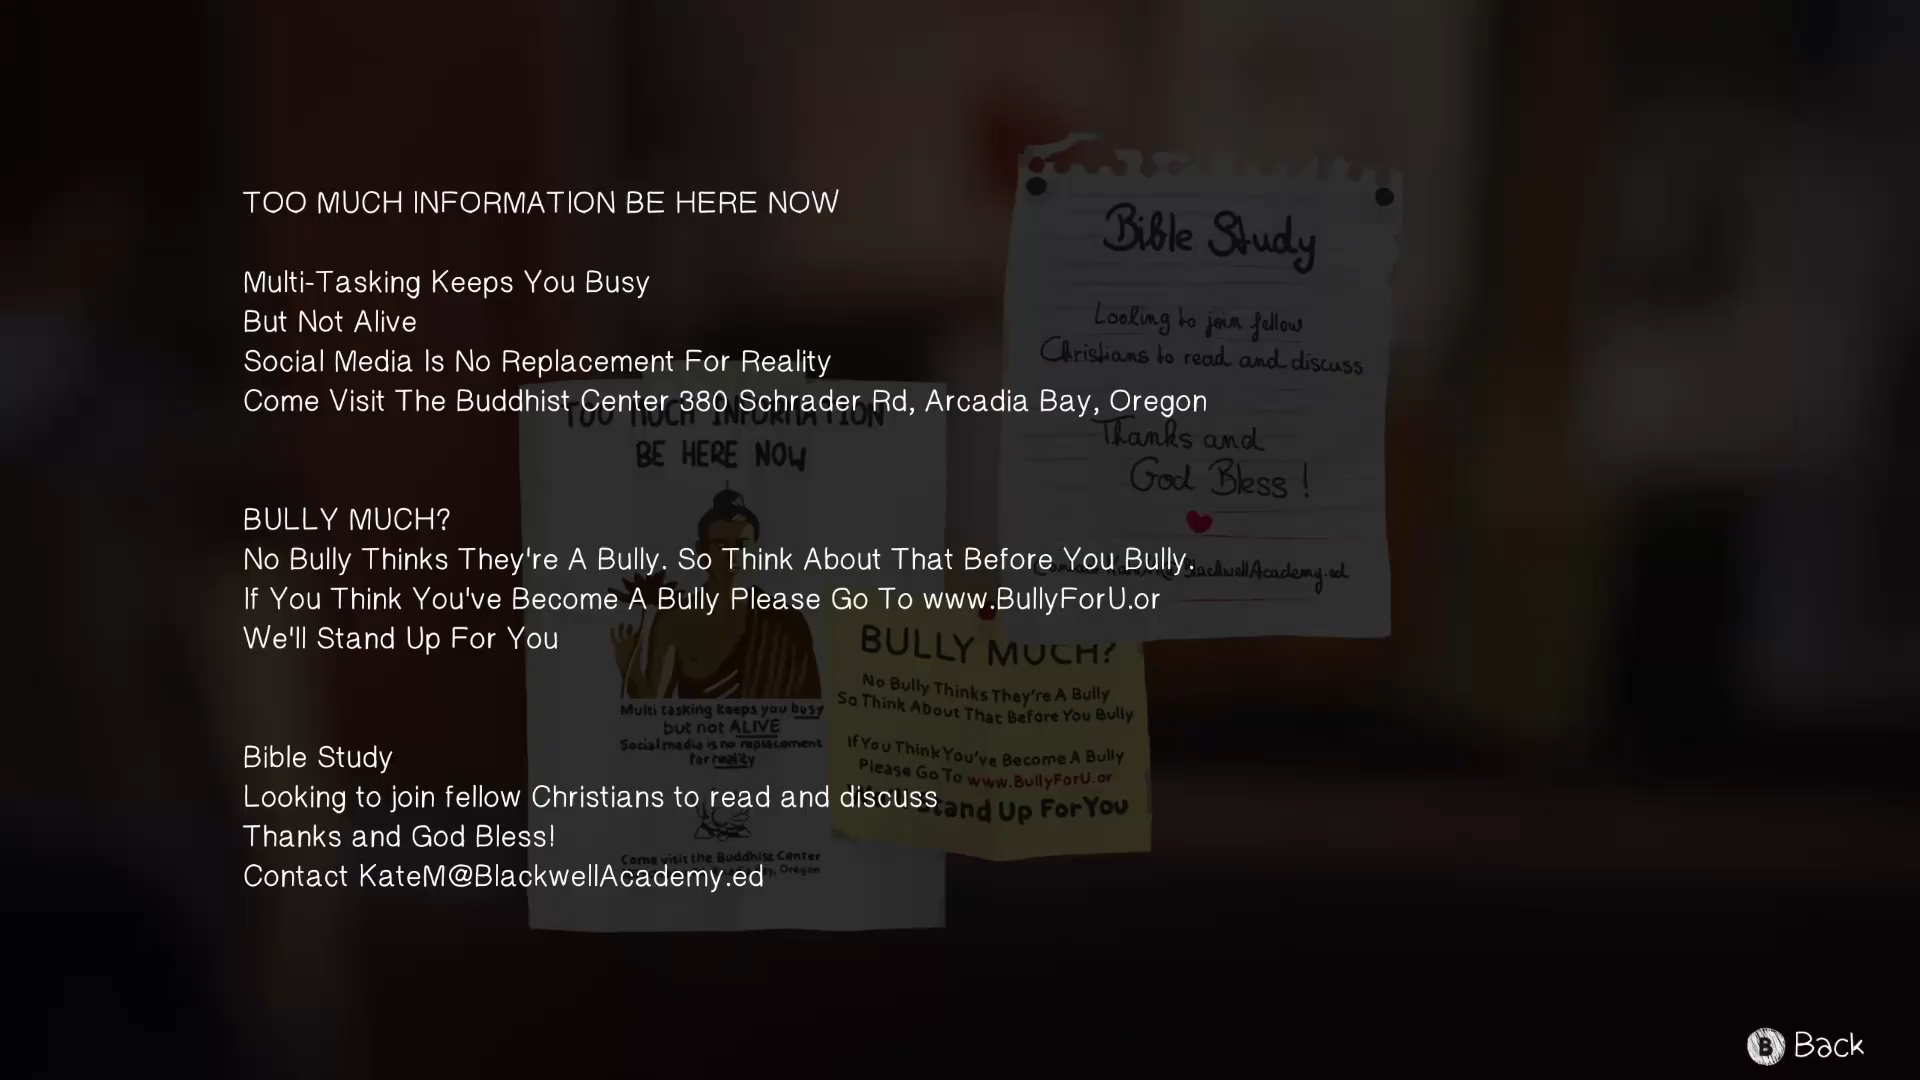 TOO MUCH INFORMATION BE HERE NOW
Multi-Tasking Keeps You Busy
But Not Alive
Social Media Is No Replacement For Reality
Come Visit The Buddhist Center 380 Schrader Rd, Arcadia Bay, Oregon
BULLY MUCH?
No Bully Thinks They're A Bully. So Think About That Before You Bully.
If You Think You've Become A Bully Please Go To www.BullyForU.or
We'll Stand Up For You
Bible Study
Looking to join fellow Christians to read and discuss
Thanks and God Bless!
Contact KateM@BlackwellAcademy.ed
TOO MUCH INFORMATION
BE HERE NOW
Multi tasking keeps you busy
but not ALIVE
Social media is no replacement
for reality
Come visit the Buddhist Center
Oregon
Bible Study
Looking to join fellow
Christians to read and discuss
Thanks and
God Bless!
BlackwellAcademy.ed
BULLY MUCH?
No Bully Thinks They're A Bully
So Think About That Before You Bully
If You Think You've Become A Bully
Please Go To www.BullyForU.or
Stand Up For You
B Back